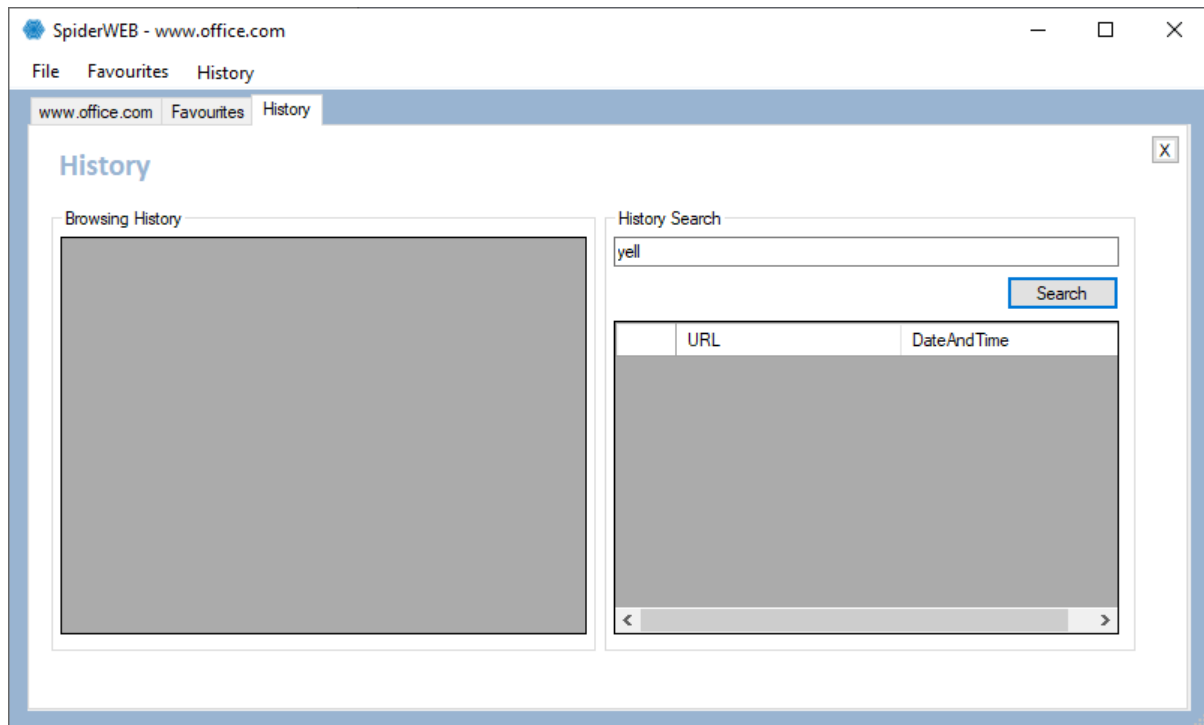 SpiderWEB - www.office.com
File Favourites History
www.office.com Favourites History
X
History
Browsing History
History Search
yell
Search
URL DateAndTime